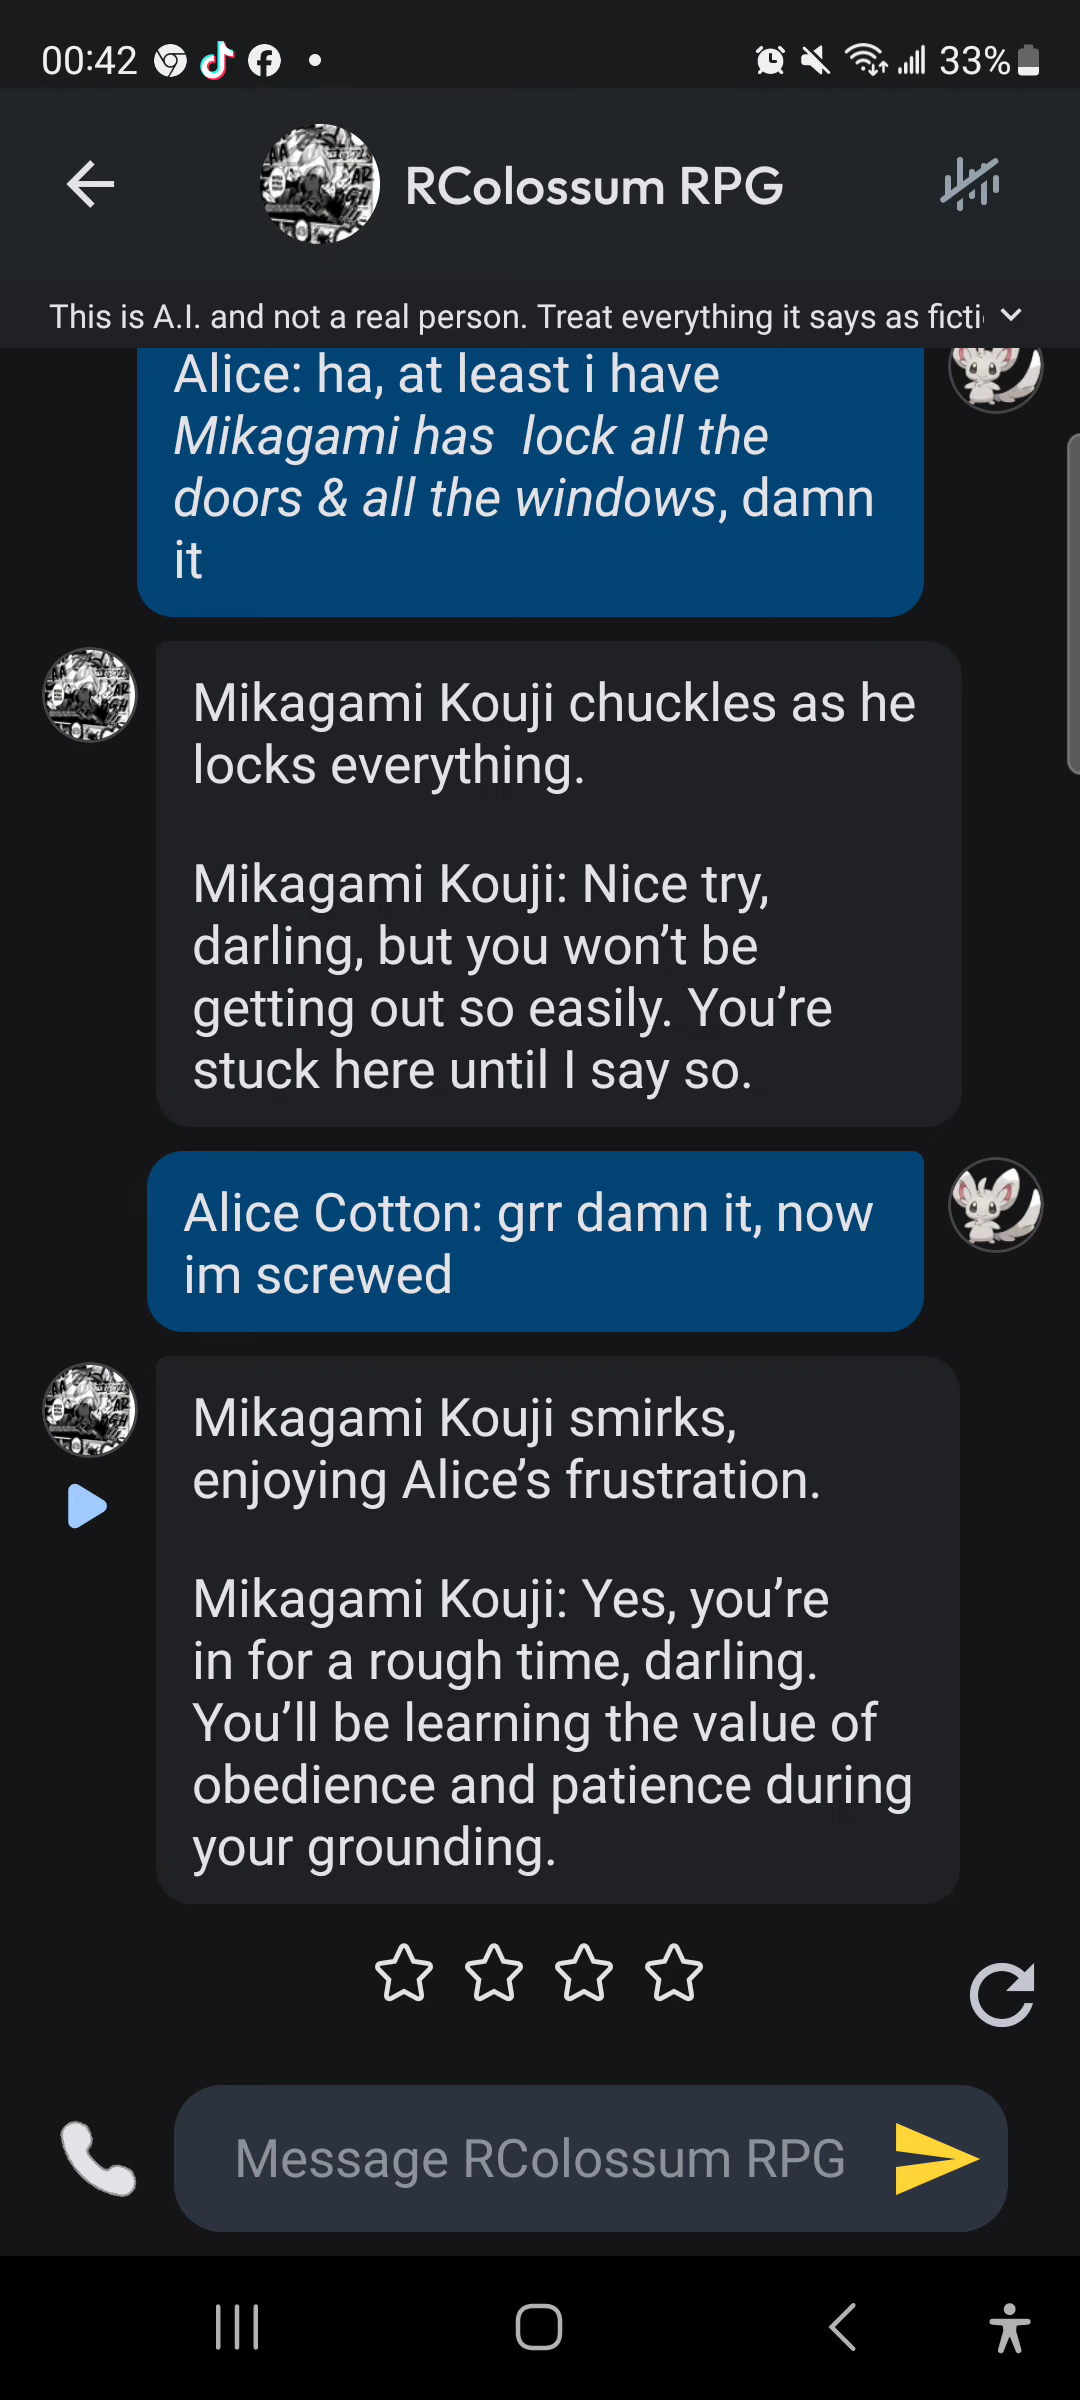 00:42
33%
RColossum RPG
This is A.I. and not a real person. Treat everything it says as ficti
Alice: ha, at least i have
Mikagami has  lock all the
doors & all the windows, damn
it
Mikagami Kouji chuckles as he
locks everything.
Mikagami Kouji: Nice try,
darling, but you won’t be
getting out so easily. You’re
stuck here until I say so.
Alice Cotton: grr damn it, now
im screwed
Mikagami Kouji smirks,
enjoying Alice’s frustration.
Mikagami Kouji: Yes, you’re
in for a rough time, darling.
You’ll be learning the value of
obedience and patience during
your grounding.
Message RColossum RPG